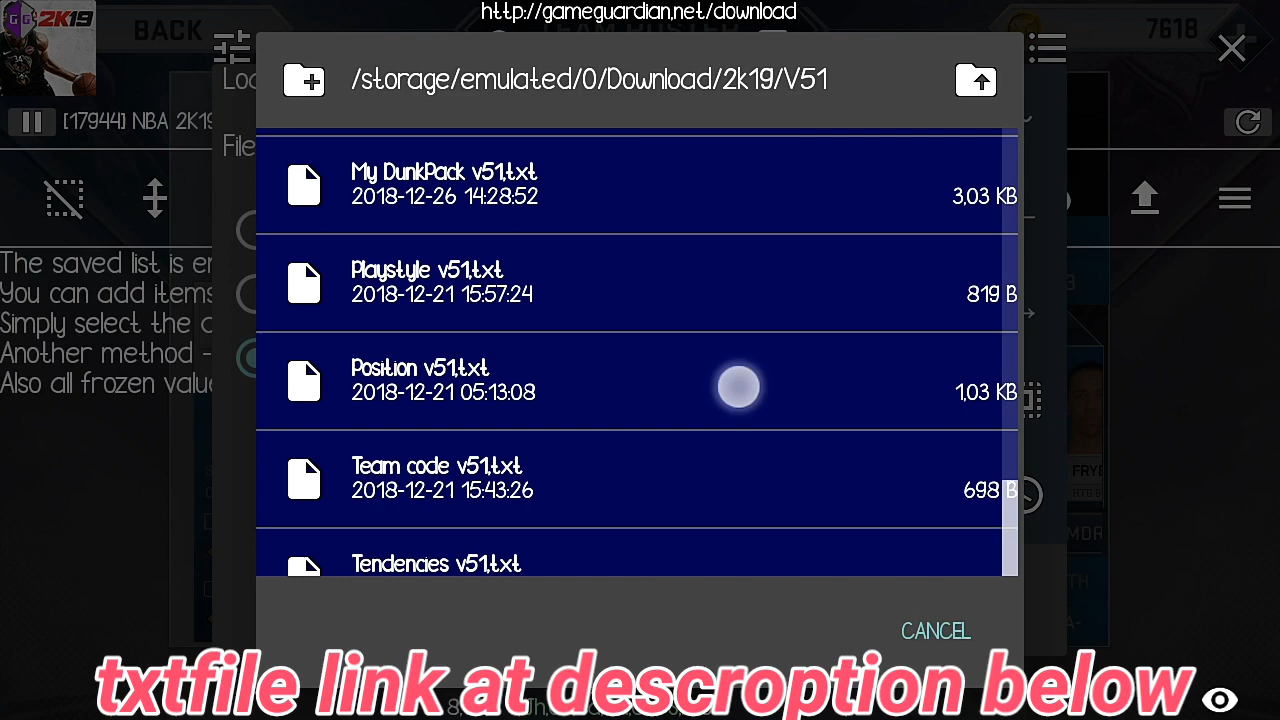 http://gameguardian.net/download
2K19
BACK
7618
Loa
/storage/emulated/0/Download/2k19/V51
[17944] NBA 2K19
File
My DunkPack v51.txt
2018-12-26 14:28:52
3,03 KB
Playstyle v51.txt
2018-12-21 15:57:24
819 B
Position v51.txt
2018-12-21 05:13:08
1,03 KB
Team code v51.txt
2018-12-21 15:43:26
698 B
Tendencies v51.txt
The saved list is er
You can add items
Simply select the c
Another method -
Also all frozen valu
FRYE
CANCEL
txtfile link at descroption below